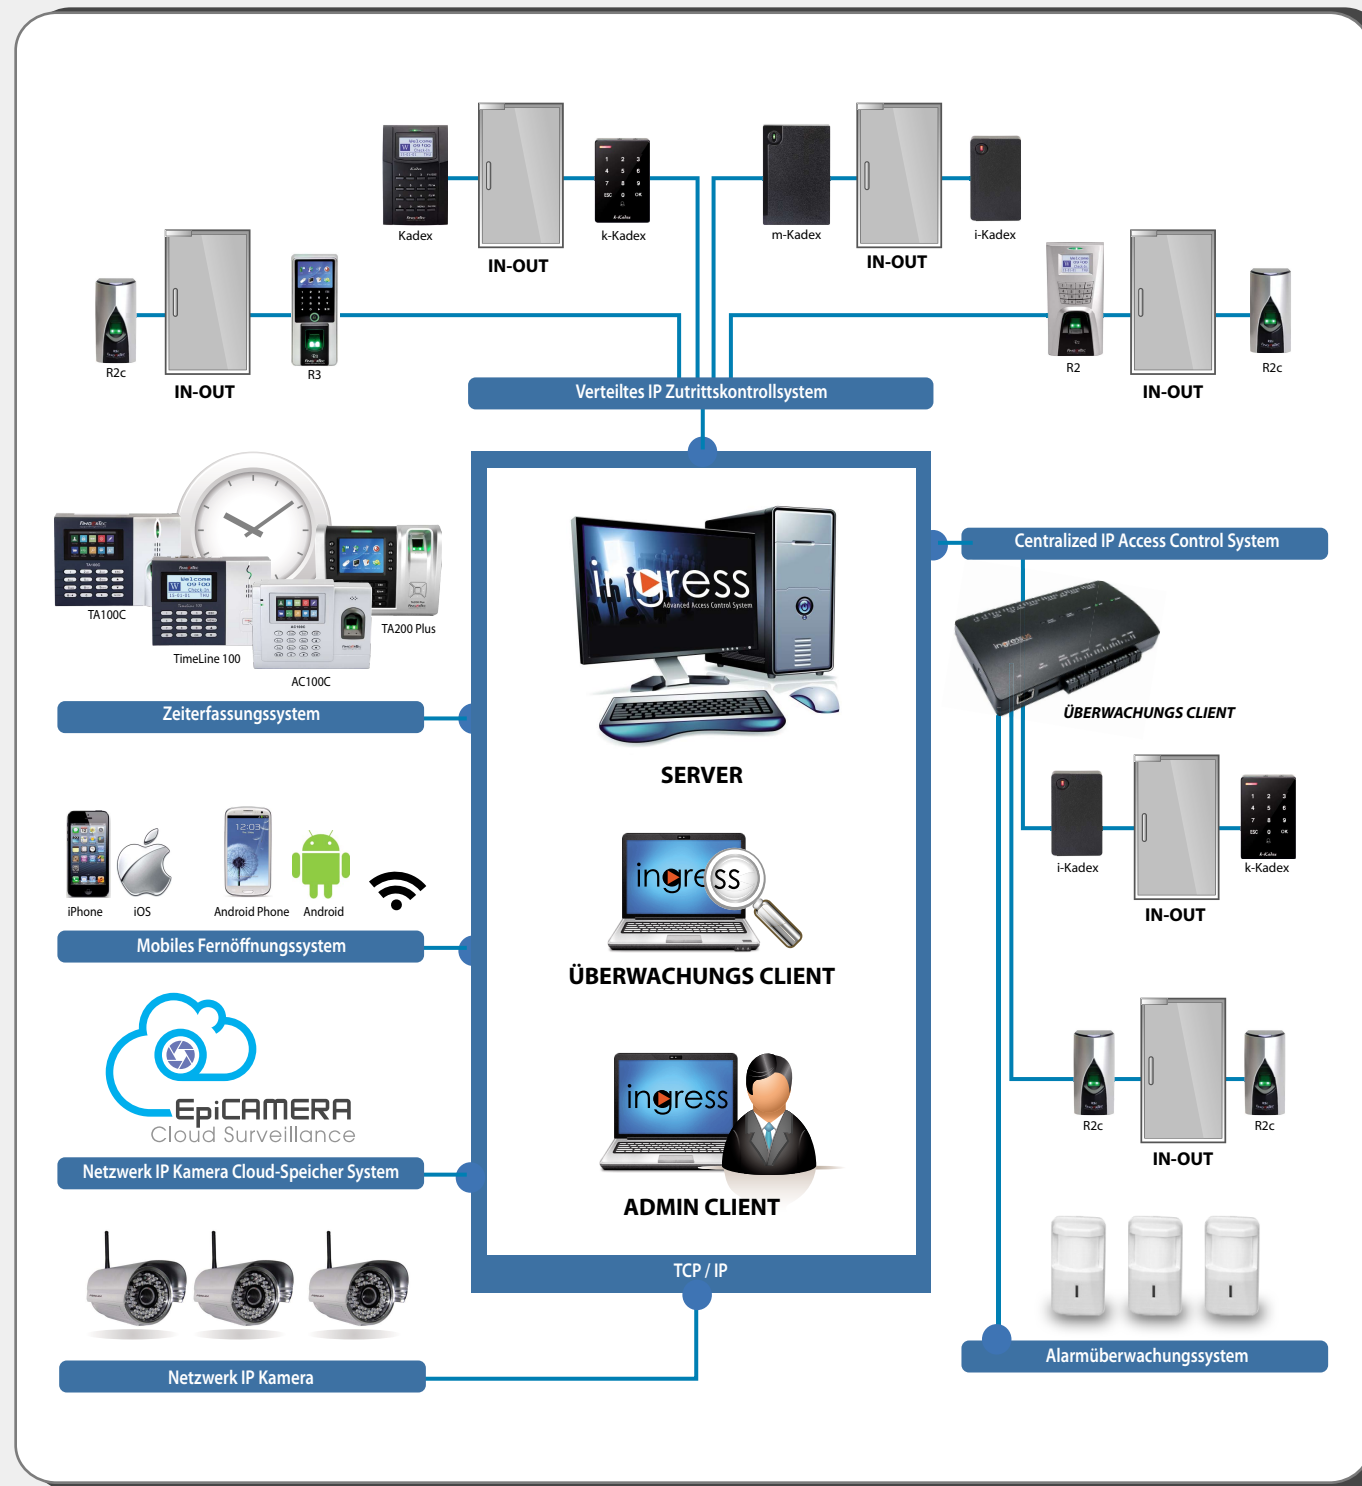 Kadex
IN-OUT
k-Kadex
m-Kadex
IN-OUT
i-Kadex
R2c
IN-OUT
R3
R2
IN-OUT
R2c
Verteiltes IP Zutrittskontrollsystem
TA100C
TimeLine 100
AC100C
TA200 Plus
Zeiterfassungssystem
ingress
Advanced Access Control System
SERVER
Centralized IP Access Control System
ingress
ÜBERWACHUNGS CLIENT
i-Kadex
IN-OUT
k-Kadex
iPhone
iOS
Android Phone
Android
Mobiles Fernöffnungssystem
ingress
ÜBERWACHUNGS CLIENT
EpiCAMERA
Cloud Surveillance
Netzwerk IP Kamera Cloud-Speicher System
ingress
ADMIN CLIENT
R2c
IN-OUT
R2c
TCP / IP
Netzwerk IP Kamera
Alarmüberwachungssystem